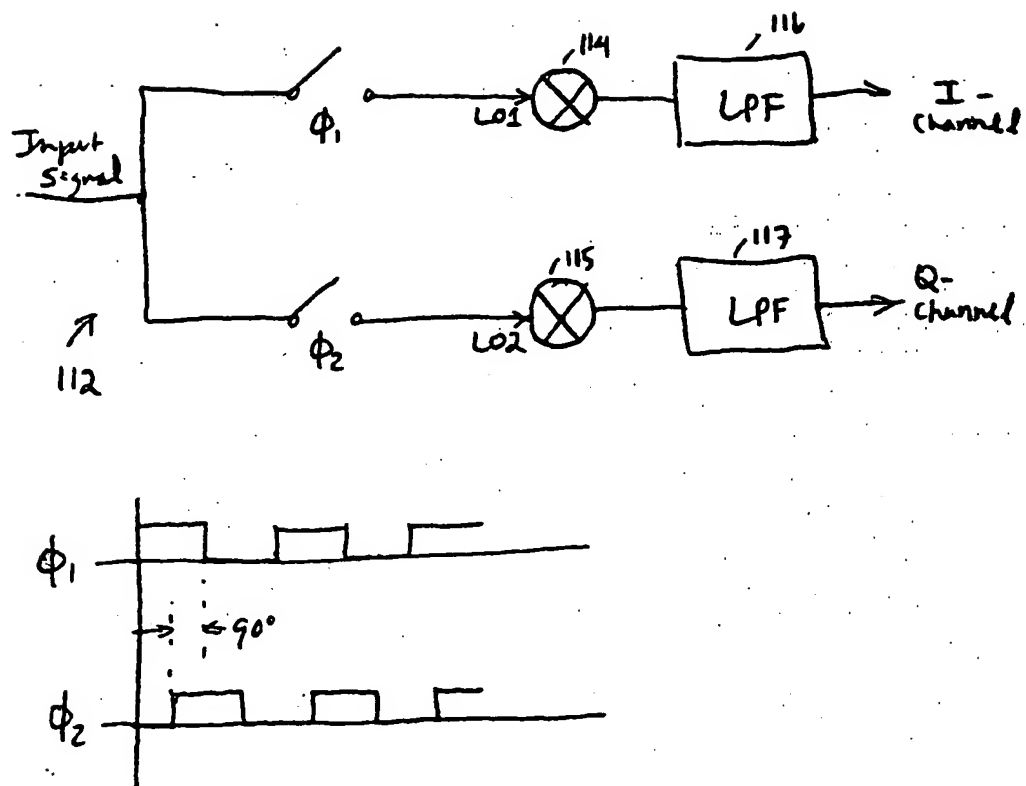 116
114
LPF
I-
Channel
Φ₁
LO1
Input
Signal
117
115
Q-
Channel
LPF
Φ₂
LO2
112
Φ₁
90°
Φ₂